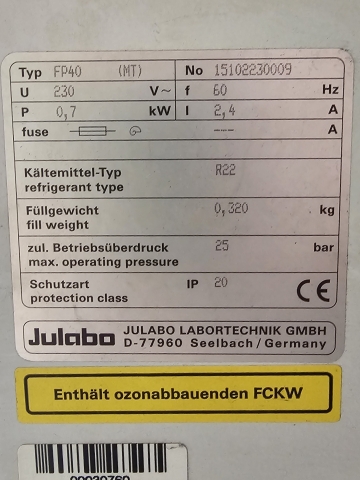 Typ FP40 (MT) No 15102230009
U 230 V~ f 60 Hz
P 0,7 kW I 2,4 A
fuse ---- A
Kältemittel-Typ R22
refrigerant type
Füllgewicht 0,320 kg
fill weight
zul. Betriebsüberdruck 25 bar
max. operating pressure
Schutzart IP 20
protection class CE
Julabo JULABO LABORTECHNIK GMBH
D-77960 Seelbach/Germany
Enthält ozonabbauenden FCKW